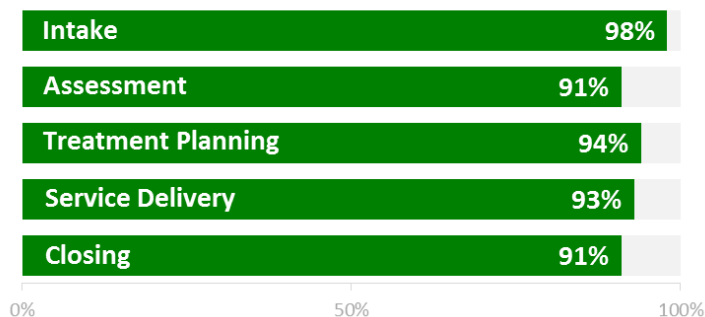 Intake 98%
Assessment 91%
Treatment Planning 94%
Service Delivery 93%
Closing 91%
0% 50% 100%